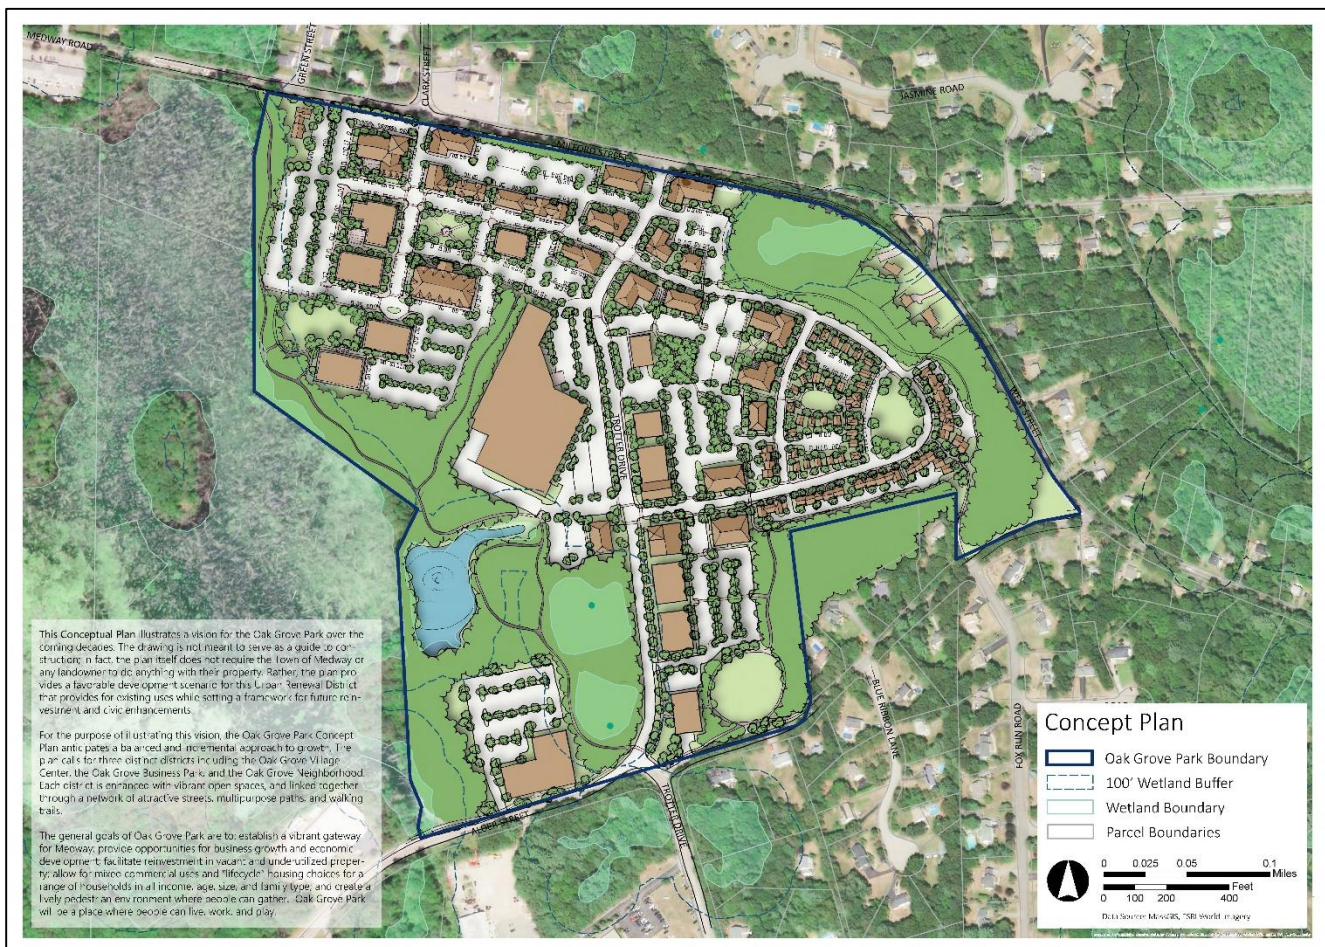 MEDWAY ROAD
GREEN STREET
CLARK STREET
MILFORD STREET
JASMINE ROAD
WEST STREET
TROTTER DRIVE
This Conceptual Plan illustrates a vision for the Oak Grove Park over the
coming decades. The drawing is not meant to serve as a guide to con-
struction; in fact, the plan itself does not require the Town of Medway or
any landowner to do anything with their property. Rather, the plan pro-
vides a favorable development scenario for this Urban Renewal District
that provides for existing uses while setting a framework for future rein-
vestment and civic enhancements.
For the purpose of illustrating this vision, the Oak Grove Park Concept
Plan anticipates a balanced and incremental approach to growth. The
plan calls for three distinct districts including the Oak Grove Village
Center, the Oak Grove Business Park, and the Oak Grove Neighborhood.
Each district is enhanced with vibrant open spaces, and linked together
through a network of attractive streets, multipurpose paths, and walking
trails.
The general goals of Oak Grove Park are to: establish a vibrant gateway
for Medway; provide opportunities for business growth and economic
development; facilitate reinvestment in vacant and underutilized proper-
ty; allow for mixed commercial uses and "lifecycle" housing choices for a
range of households in all income, age, size, and family type; and create a
lively pedestrian environment where people can gather. Oak Grove Park
will be a place where people can live, work, and play.
ALDER STREET
TROTTER DRIVE
BLUE RIBBON LANE
FOX RUN ROAD
Concept Plan
Oak Grove Park Boundary
100' Wetland Buffer
Wetland Boundary
Parcel Boundaries
0 0.025 0.05 0.1
Miles
Feet
0 100 200 400
Data Source: MassGIS, ESRI World Imagery